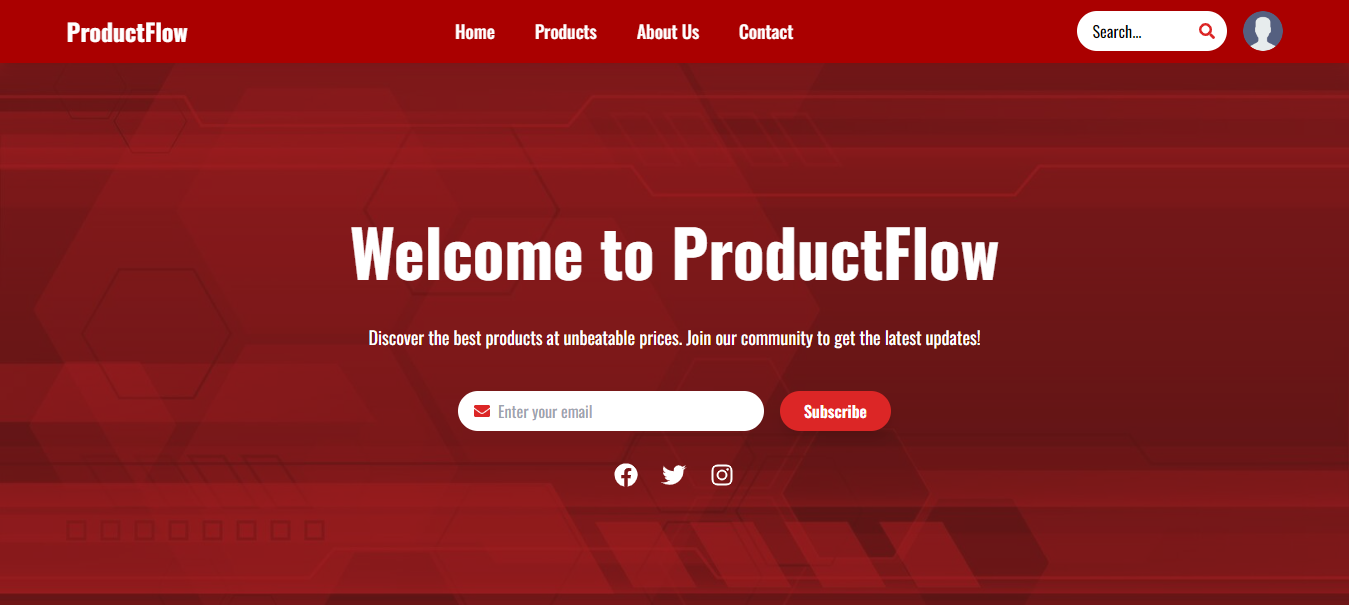 ProductFlow
Home Products About Us Contact
Search...
Welcome to ProductFlow
Discover the best products at unbeatable prices. Join our community to get the latest updates!
Enter your email
Subscribe